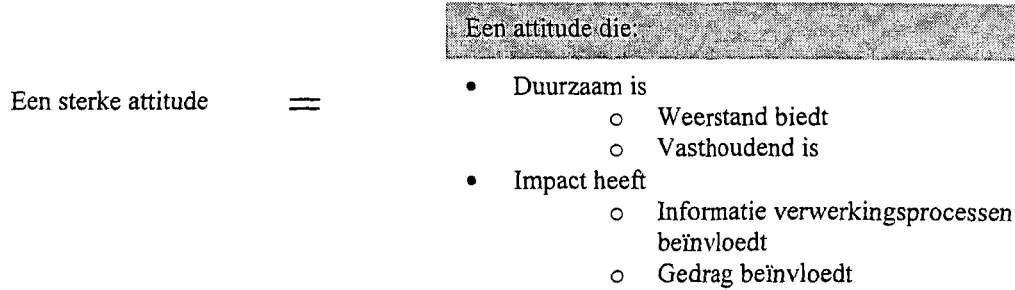 Een attitude die:
Een sterke attitude =
• Duurzaam is
o Weerstand biedt
o Vasthoudend is
• Impact heeft
o Informatie verwerkingsprocessen
beïnvloedt
o Gedrag beïnvloedt